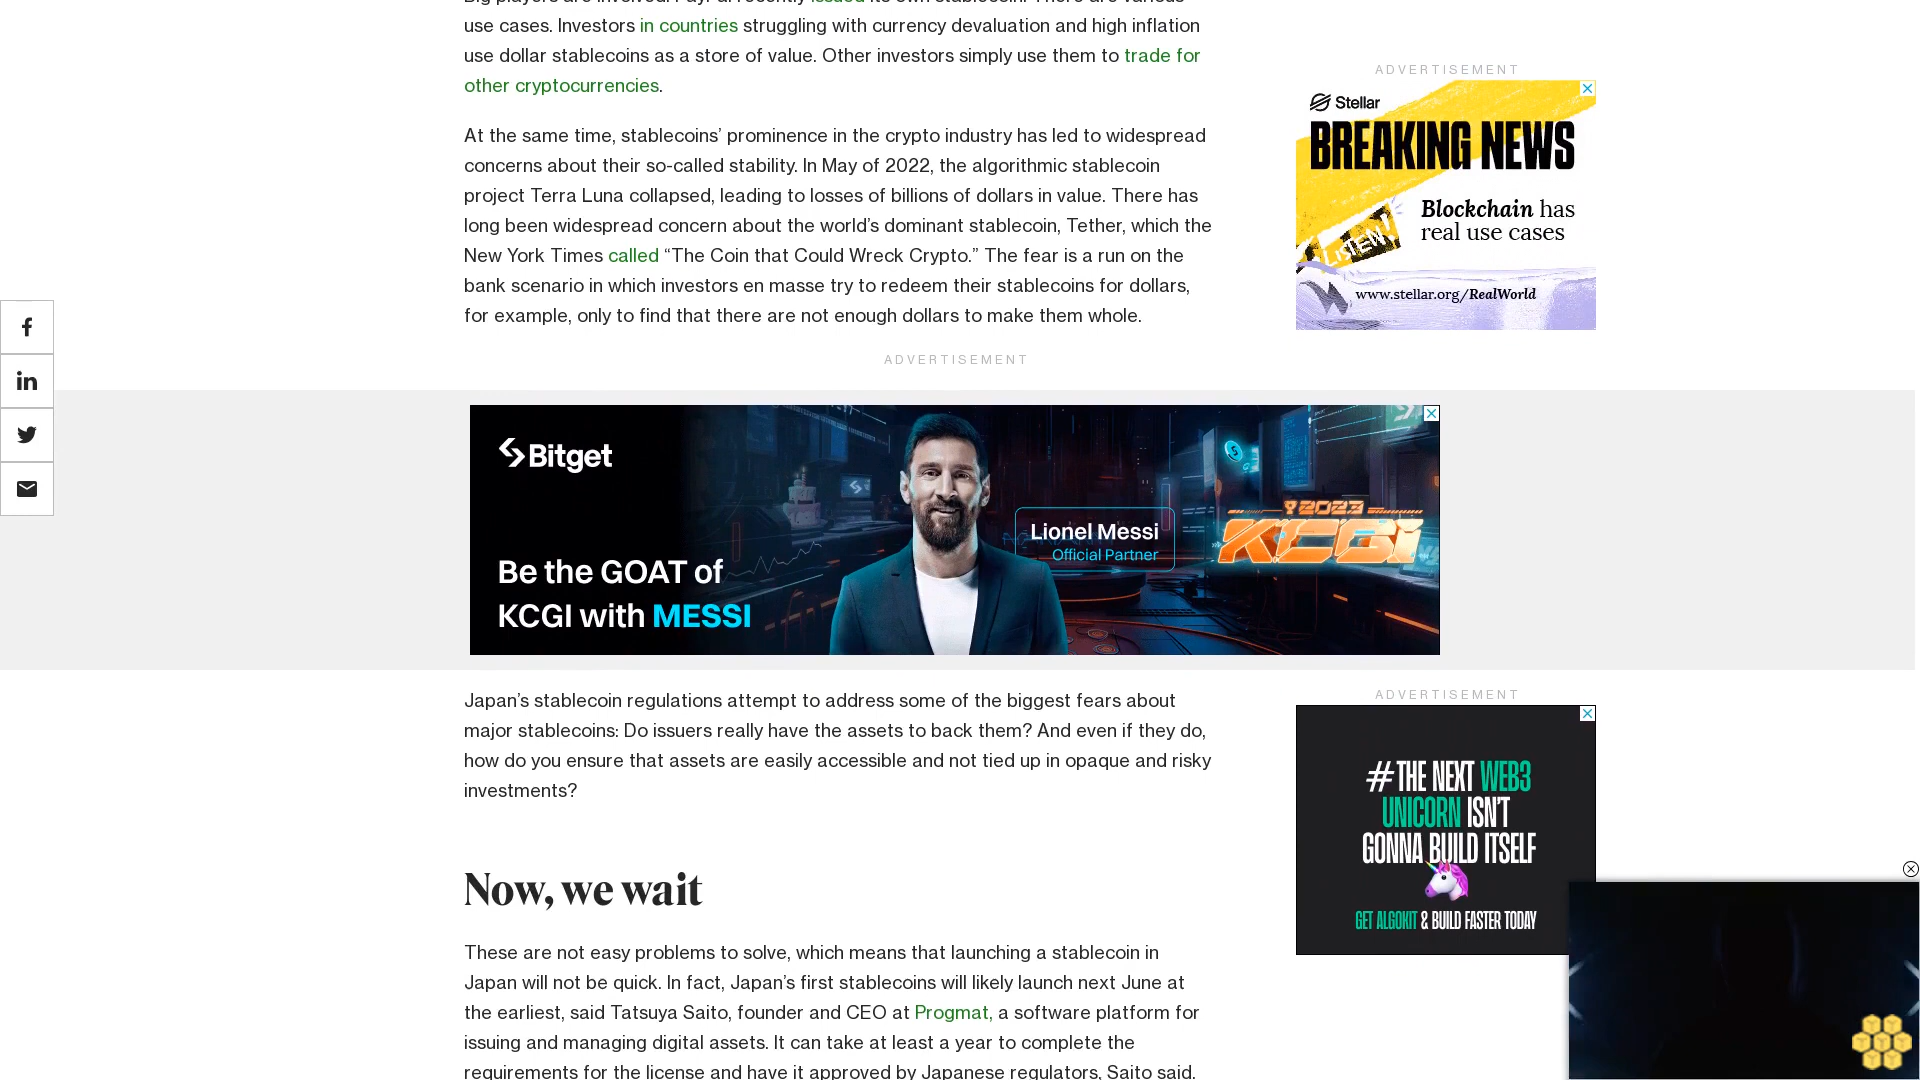 use cases. Investors in countries struggling with currency devaluation and high inflation
use dollar stablecoins as a store of value. Other investors simply use them to trade for
other cryptocurrencies.
At the same time, stablecoins’ prominence in the crypto industry has led to widespread
concerns about their so-called stability. In May of 2022, the algorithmic stablecoin
project Terra Luna collapsed, leading to losses of billions of dollars in value. There has
long been widespread concern about the world’s dominant stablecoin, Tether, which the
New York Times called “The Coin that Could Wreck Crypto.” The fear is a run on the
bank scenario in which investors en masse try to redeem their stablecoins for dollars,
for example, only to find that there are not enough dollars to make them whole.
ADVERTISEMENT
Stellar
BREAKING NEWS
Blockchain has
real use cases
LISTEN!
www.stellar.org/RealWorld
ADVERTISEMENT
Bitget
Be the GOAT of
KCGI with MESSI
Lionel Messi
Official Partner
Y2023
KCGI
Japan’s stablecoin regulations attempt to address some of the biggest fears about
major stablecoins: Do issuers really have the assets to back them? And even if they do,
how do you ensure that assets are easily accessible and not tied up in opaque and risky
investments?
ADVERTISEMENT
#THE NEXT WEB3
UNICORN ISN'T
GONNA BUILD ITSELF
GET ALGOKIT & BUILD FASTER TODAY
Now, we wait
These are not easy problems to solve, which means that launching a stablecoin in
Japan will not be quick. In fact, Japan’s first stablecoins will likely launch next June at
the earliest, said Tatsuya Saito, founder and CEO at Progmat, a software platform for
issuing and managing digital assets. It can take at least a year to complete the
requirements for the license and have it approved by Japanese regulators, Saito said.